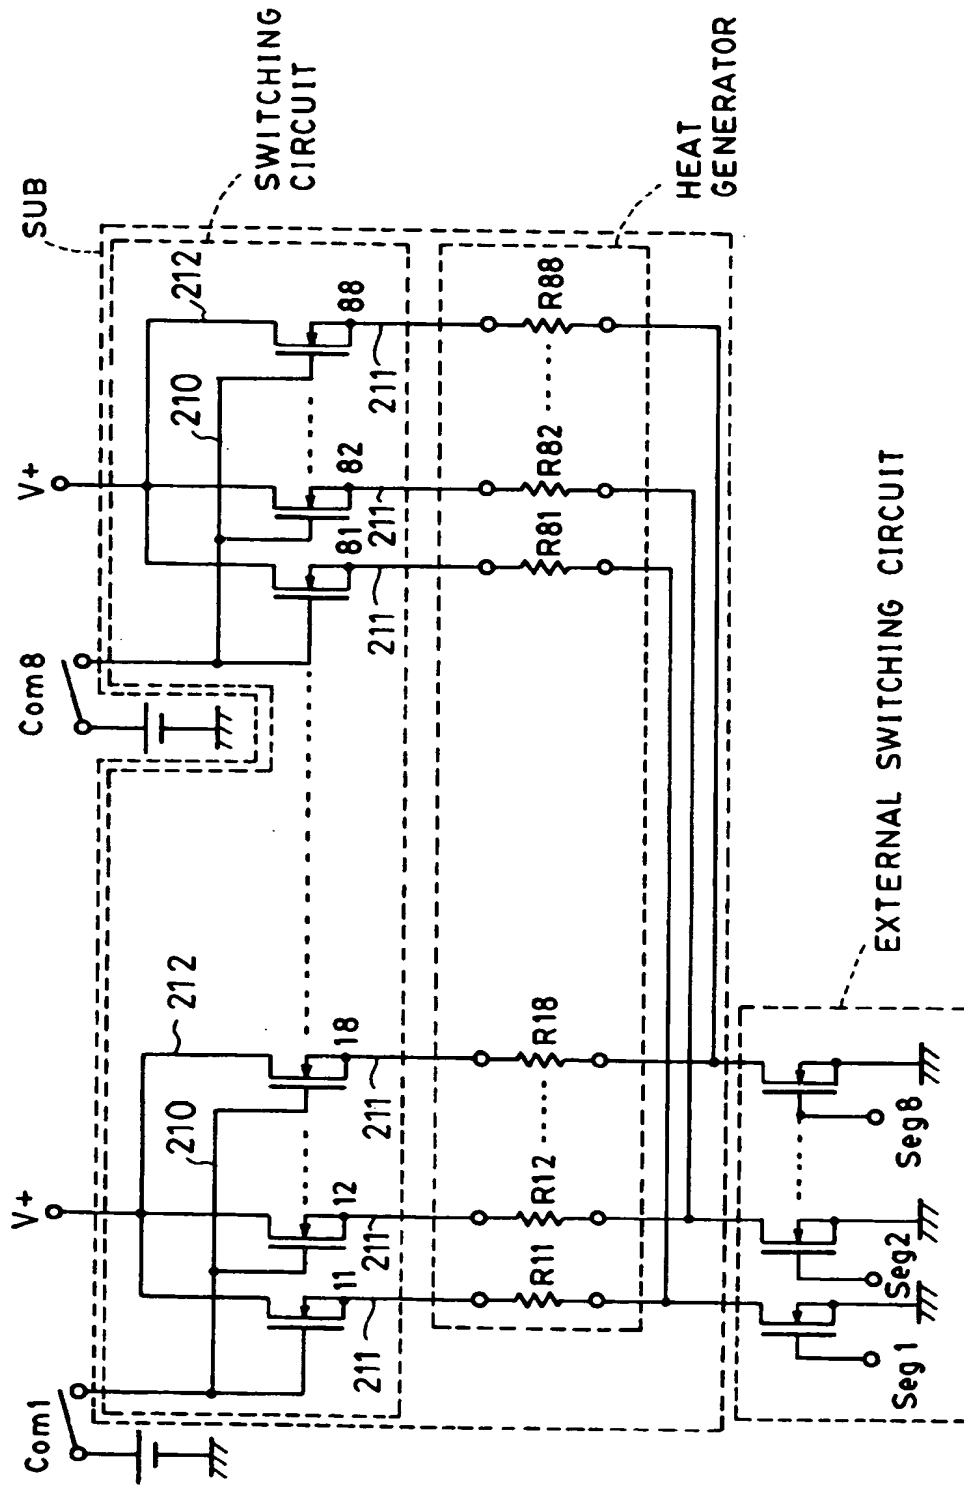 SUB
SWITCHING
CIRCUIT
V+
V+
Com1
Com8
210
212
210
212
11
12
18
81
82
88
211
211
211
211
211
211
R11
R12
R18
R81
R82
R88
HEAT
GENERATOR
Seg1
Seg2
Seg8
EXTERNAL SWITCHING CIRCUIT